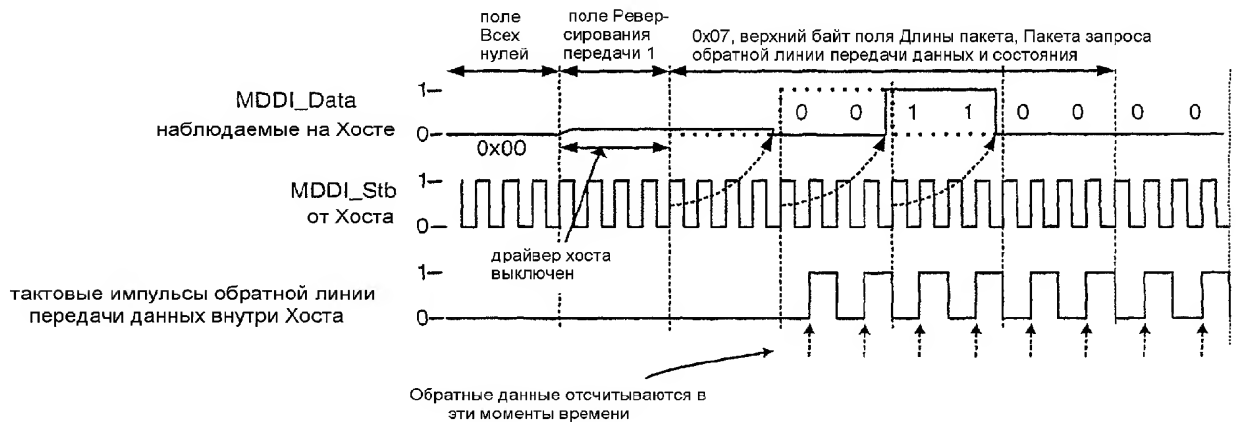 поле
Всех
нулей
поле Ревер-
сирования
передачи 1
0x07, верхний байт поля Длины пакета, Пакета запроса
обратной линии передачи данных и состояния
MDDI_Data
наблюдаемые на Хосте
1
0
0 0 1 1 0 0 0 0
0x00
MDDI_Stb
от Хоста
1
0
драйвер хоста
выключен
тактовые импульсы обратной линии
передачи данных внутри Хоста
1
0
Обратные данные отсчитываются в
эти моменты времени